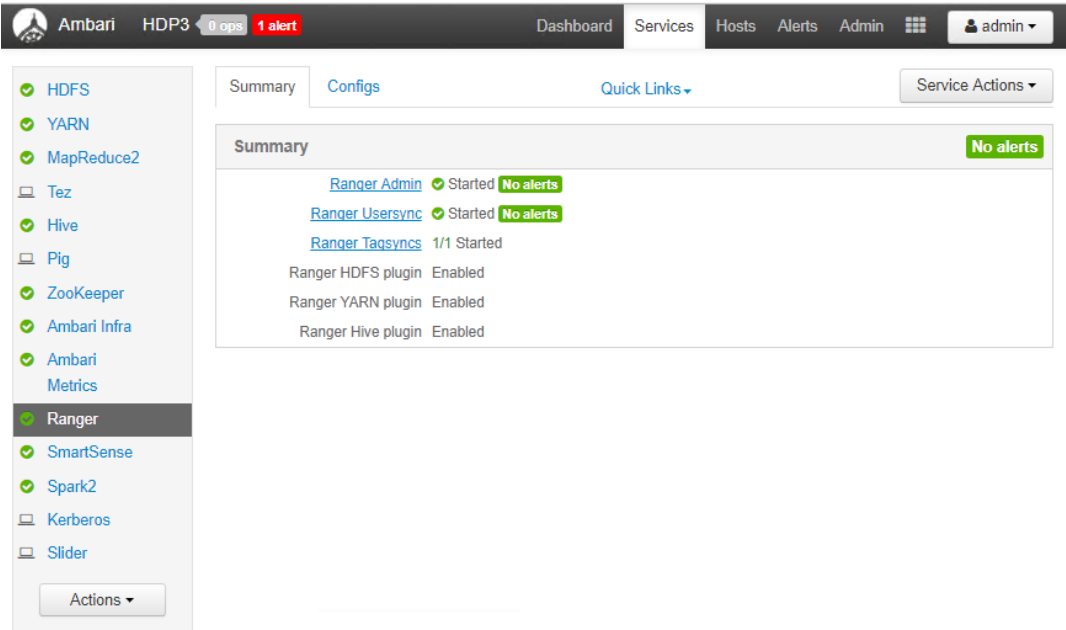 Ambari HDP3 0 ops 1 alert Dashboard Services Hosts Alerts Admin admin
HDFS
YARN
MapReduce2
Tez
Hive
Pig
ZooKeeper
Ambari Infra
Ambari
Metrics
Ranger
SmartSense
Spark2
Kerberos
Slider
Actions
Summary Configs Quick Links Service Actions
Summary No alerts
Ranger Admin Started No alerts
Ranger Usersync Started No alerts
Ranger Tagsyncs 1/1 Started
Ranger HDFS plugin Enabled
Ranger YARN plugin Enabled
Ranger Hive plugin Enabled